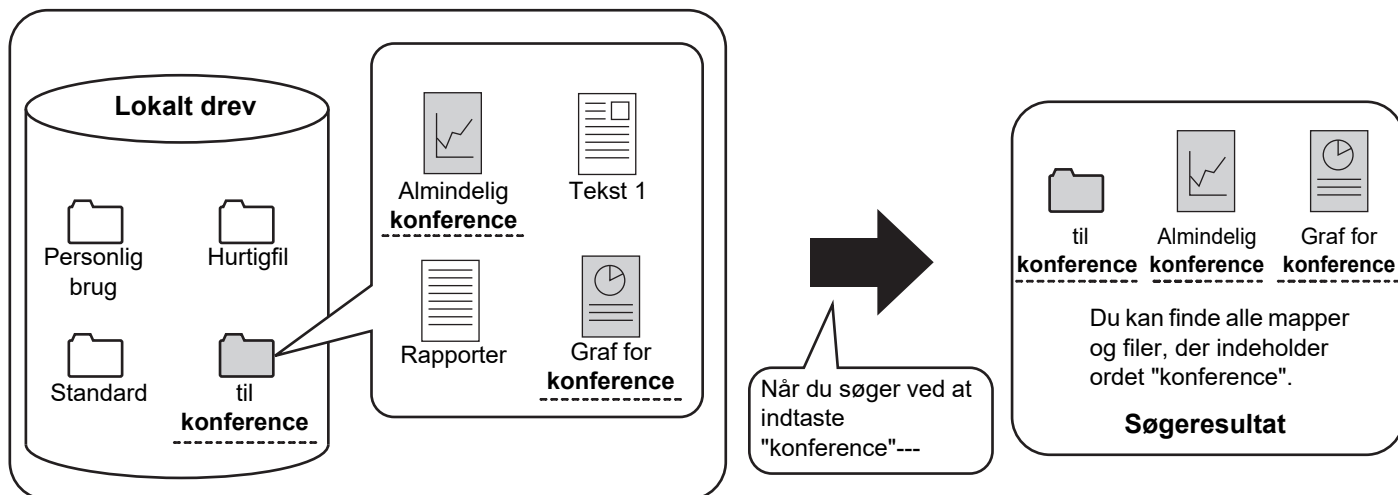 Lokalt drev
Personlig
brug
Hurtigfil
Standard
til
konference
Almindelig
konference
Tekst 1
Rapporter
Graf for
konference
Når du søger ved at
indtaste
"konference"---
til
konference
Almindelig
konference
Graf for
konference
Du kan finde alle mapper
og filer, der indeholder
ordet "konference".
Søgeresultat